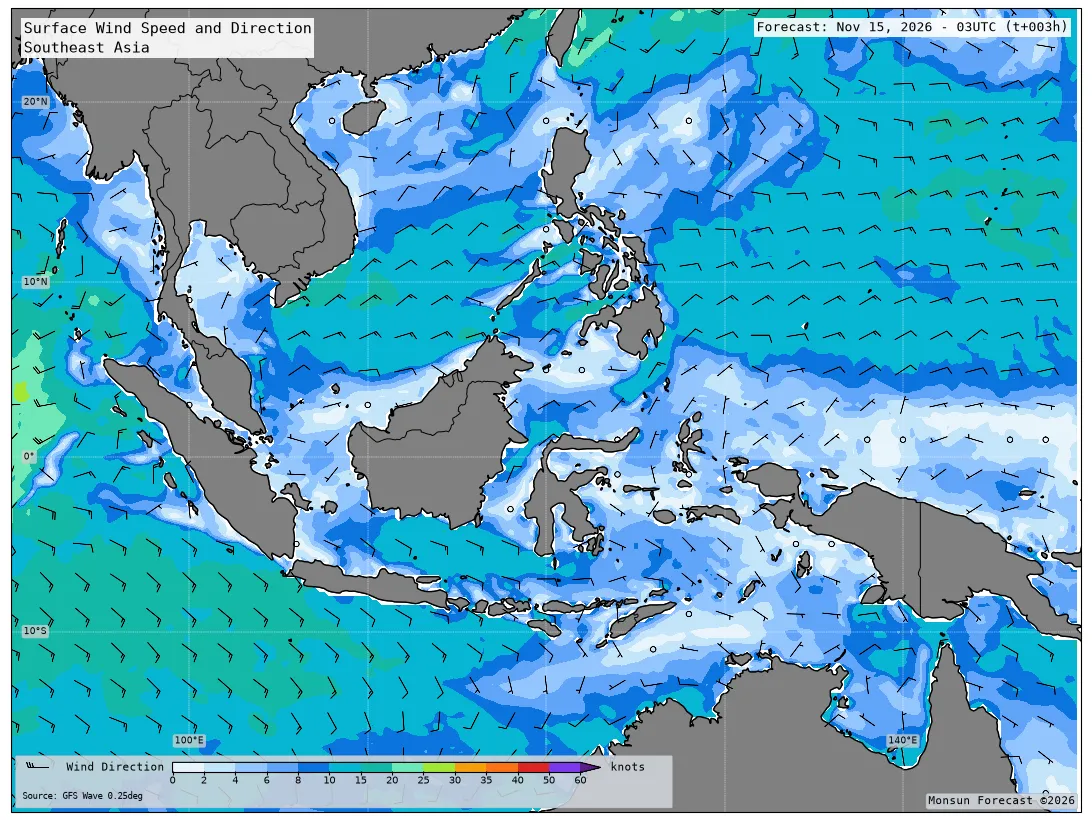 Surface Wind Speed and Direction
Southeast Asia
Forecast: Nov 15, 2026 - 03UTC (t+003h)
20°N
10°N
0°
10°S
100°E
140°E
Wind Direction
knots
0 2 4 6 8 10 15 20 25 30 35 40 50 60
Source: GFS Wave 0.25deg
Monsun Forecast ©2026